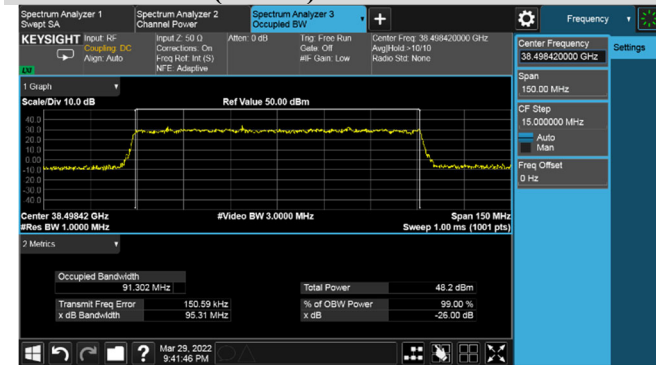 Spectrum Analyzer 1
Swept SA
Spectrum Analyzer 2
Channel Power
Spectrum Analyzer 3
Occupied BW
Frequency
KEYSIGHT
Input: RF
Coupling: DC
Align: Auto
Input Z: 50 Ω
Corrections: On
Freq Ref: Int (S)
NFE: Adaptive
Atten: 0 dB
Trig: Free Run
Gate: Off
#IF Gain: Low
Center Freq: 38.498420000 GHz
Avg|Hold:>10/10
Radio Std: None
Center Frequency
38.498420000 GHz
Settings
Span
150.00 MHz
CF Step
15.000000 MHz
Auto
Man
Freq Offset
0 Hz
1 Graph
Scale/Div 10.0 dB
Ref Value 50.00 dBm
40.0
30.0
20.0
10.0
0.00
-10.0
-20.0
-30.0
-40.0
Center 38.49842 GHz
#Video BW 3.0000 MHz
Span 150 MHz
#Res BW 1.0000 MHz
Sweep 1.00 ms (1001 pts)
2 Metrics
Occupied Bandwidth
91.302 MHz
Total Power
48.2 dBm
Transmit Freq Error
150.59 kHz
% of OBW Power
99.00 %
x dB Bandwidth
95.31 MHz
x dB
-26.00 dB
Mar 29, 2022
9:41:46 PM